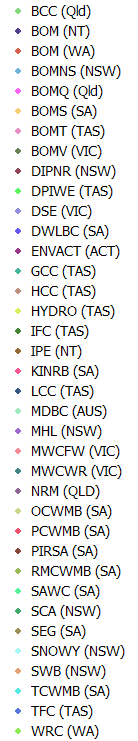 BCC (Qld)
BOM (NT)
BOM (WA)
BOMNS (NSW)
BOMQ (Qld)
BOMS (SA)
BOMT (TAS)
BOMV (VIC)
DIPNR (NSW)
DPIWE (TAS)
DSE (VIC)
DWLBC (SA)
ENVACT (ACT)
GCC (TAS)
HCC (TAS)
HYDRO (TAS)
IFC (TAS)
IPE (NT)
KINRB (SA)
LCC (TAS)
MDBC (AUS)
MHL (NSW)
MWCFW (VIC)
MWCWR (VIC)
NRM (QLD)
OCWMB (SA)
PCWMB (SA)
PIRSA (SA)
RMCWMB (SA)
SAWC (SA)
SCA (NSW)
SEG (SA)
SNOWY (NSW)
SWB (NSW)
TCWMB (SA)
TFC (TAS)
WRC (WA)